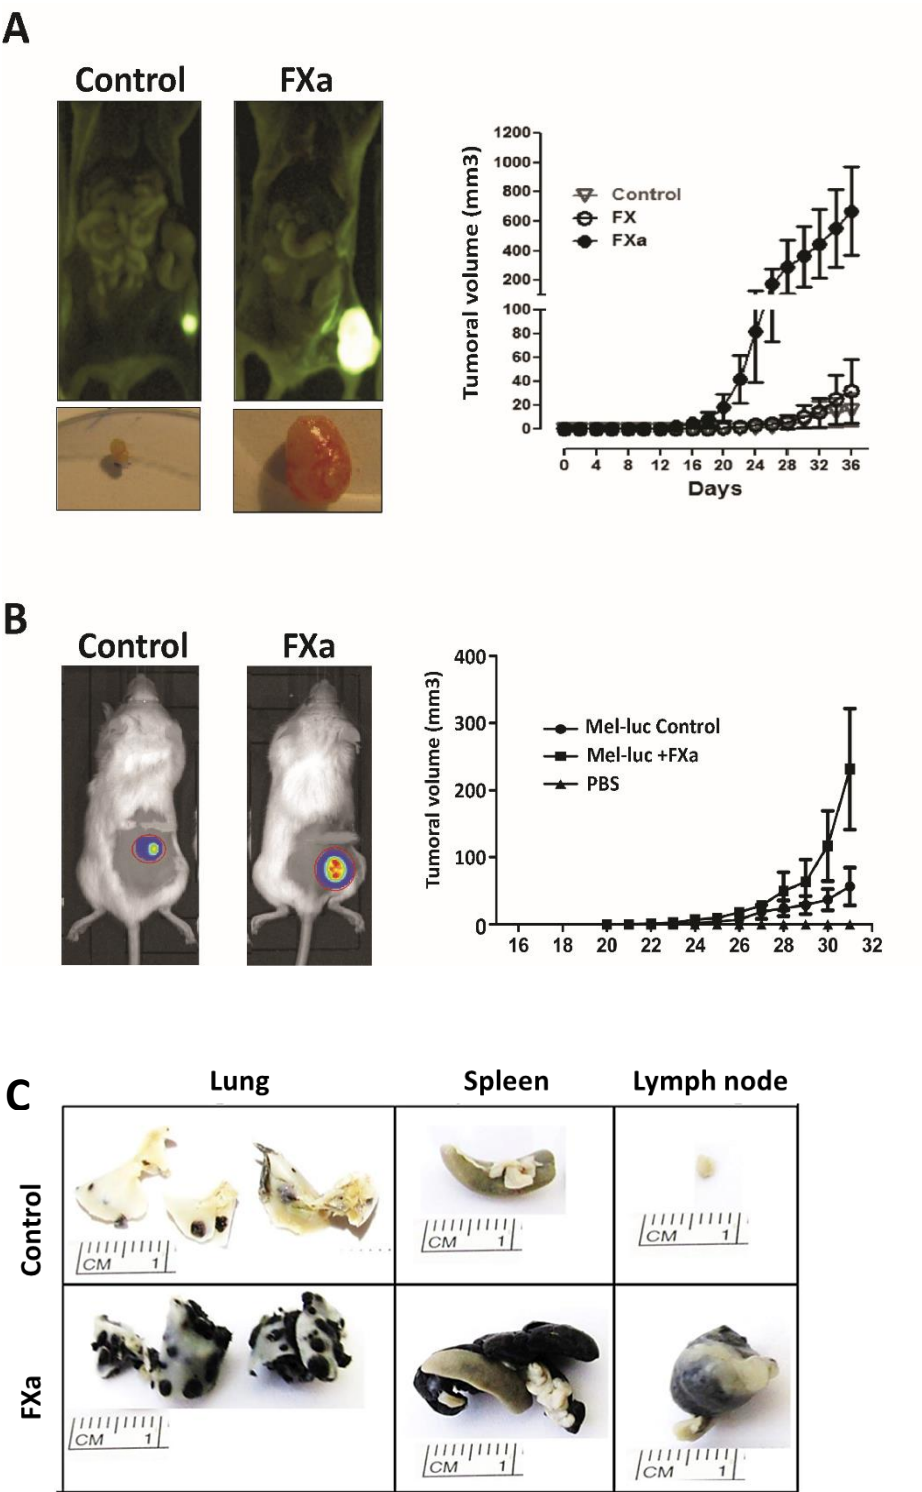 A
Control
FXa
Tumoral volume (mm3)
1200
1000
800
600
400
200
100
80
60
40
20
0
Control
FX
FXa
0 4 8 12 16 20 24 28 32 36
Days
B
Control
FXa
Tumoral volume (mm3)
400
300
200
100
0
Mel-luc Control
Mel-luc +FXa
PBS
16 18 20 22 24 26 28 30 32
C
Lung
Spleen
Lymph node
Control
CM 1
CM 1
CM 1
FXa
CM 1
CM 1
CM 1